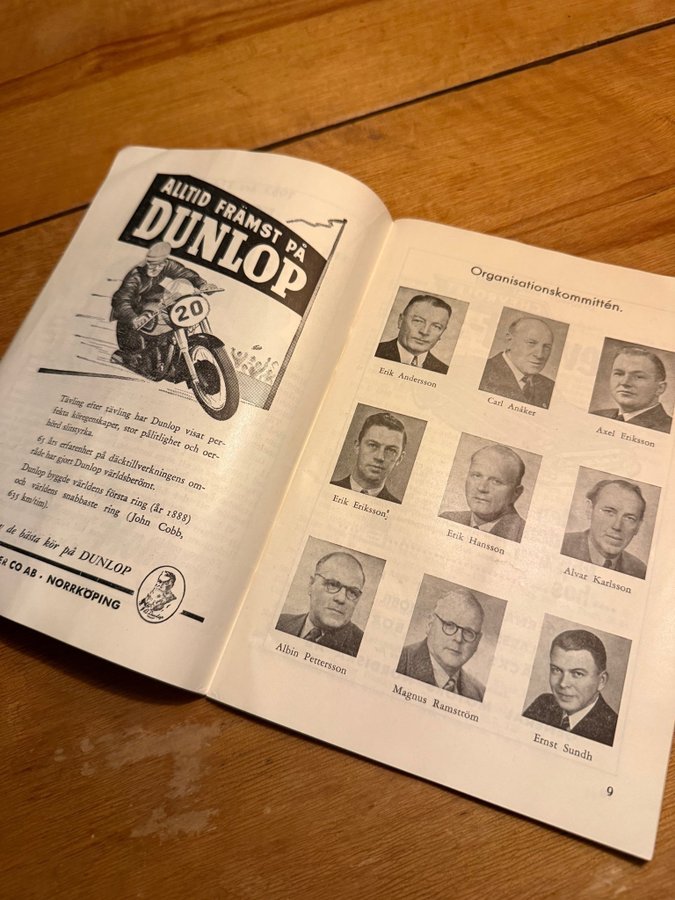 ALLTID FRÄMST PÅ
DUNLOP
20
Tävling efter tävling har Dunlop visat per-
fekta köregenskaper, stor pålitlighet och oer-
hörd slitstyrka.
65 års erfarenhet på däcktillverkningens om-
råde har gjort Dunlop världsberömt.
Dunlop byggde världens första ring (år 1888)
och världens snabbaste ring (John Cobb,
635 km/tim).
de bästa kör på DUNLOP
CO AB · NORRKÖPING
Organisationskommittén.
Erik Andersson
Carl Anåker
Axel Eriksson
Erik Eriksson
Erik Hansson
Alvar Karlsson
Albin Pettersson
Magnus Ramström
Ernst Sundh
9